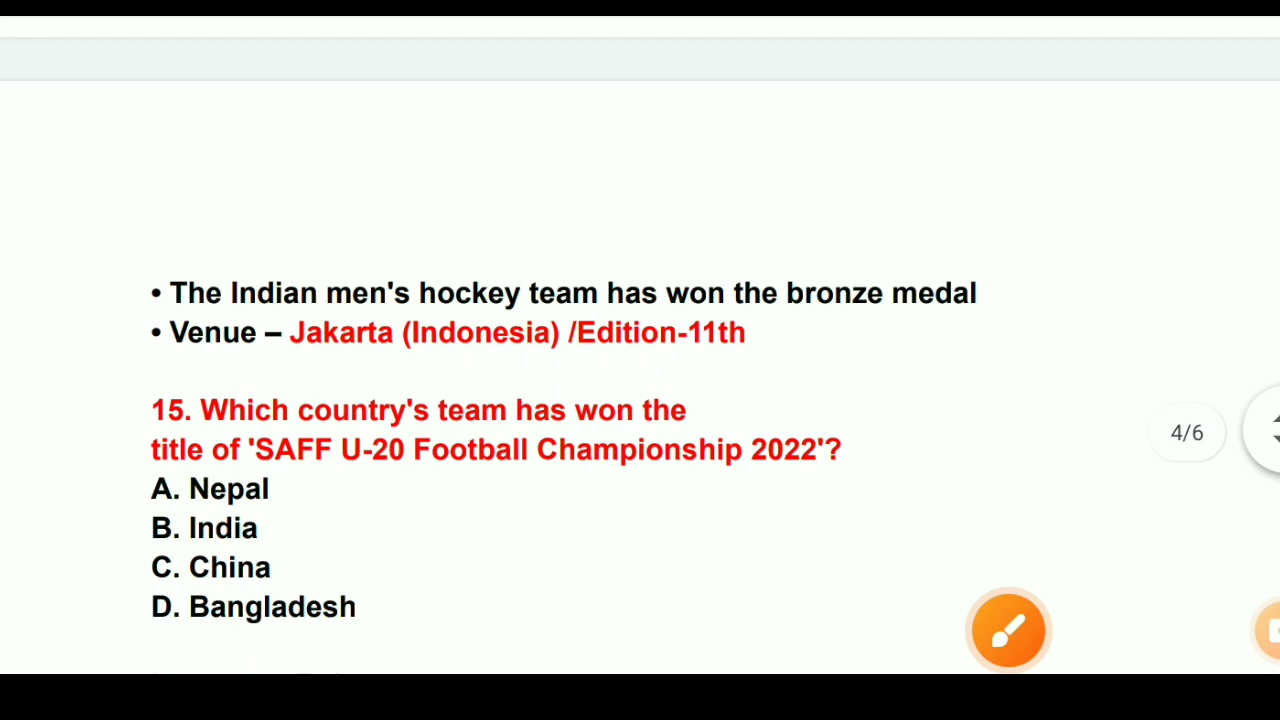 • The Indian men's hockey team has won the bronze medal
• Venue – Jakarta (Indonesia) /Edition-11th
15. Which country's team has won the
title of 'SAFF U-20 Football Championship 2022'?
4/6
A. Nepal
B. India
C. China
D. Bangladesh